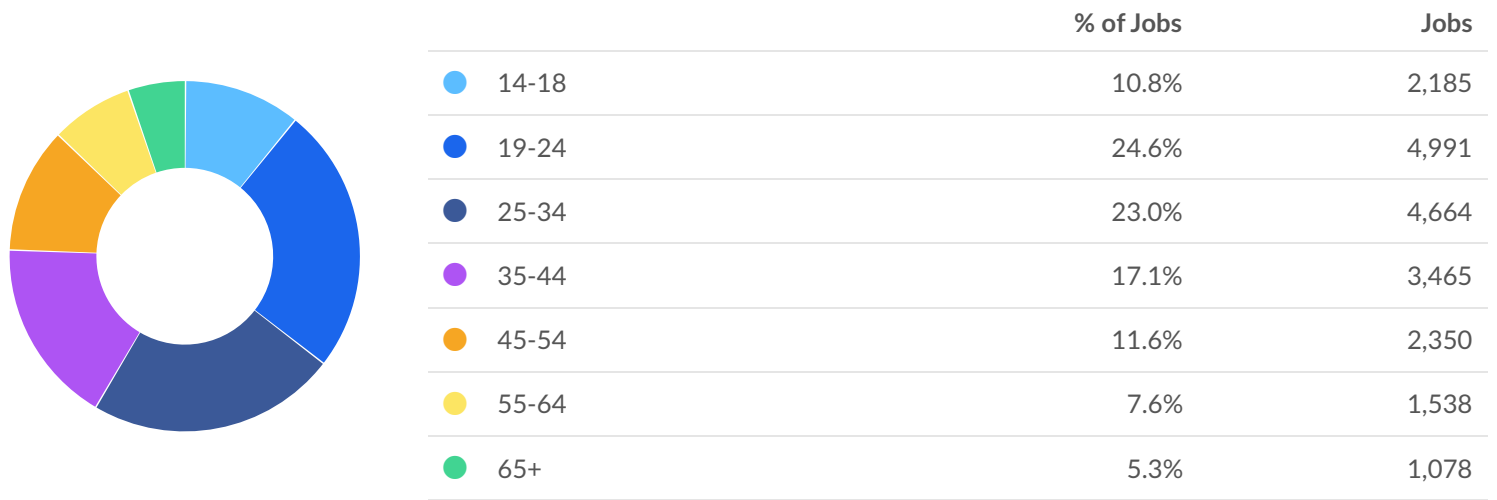 % of Jobs Jobs
14-18 10.8% 2,185
19-24 24.6% 4,991
25-34 23.0% 4,664
35-44 17.1% 3,465
45-54 11.6% 2,350
55-64 7.6% 1,538
65+ 5.3% 1,078